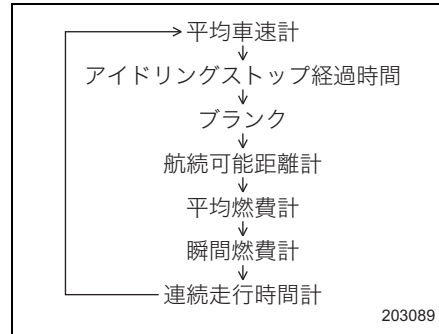 平均車速計
アイドリングストップ経過時間
ブランク
航続可能距離計
平均燃費計
瞬間燃費計
連続走行時間計
203089